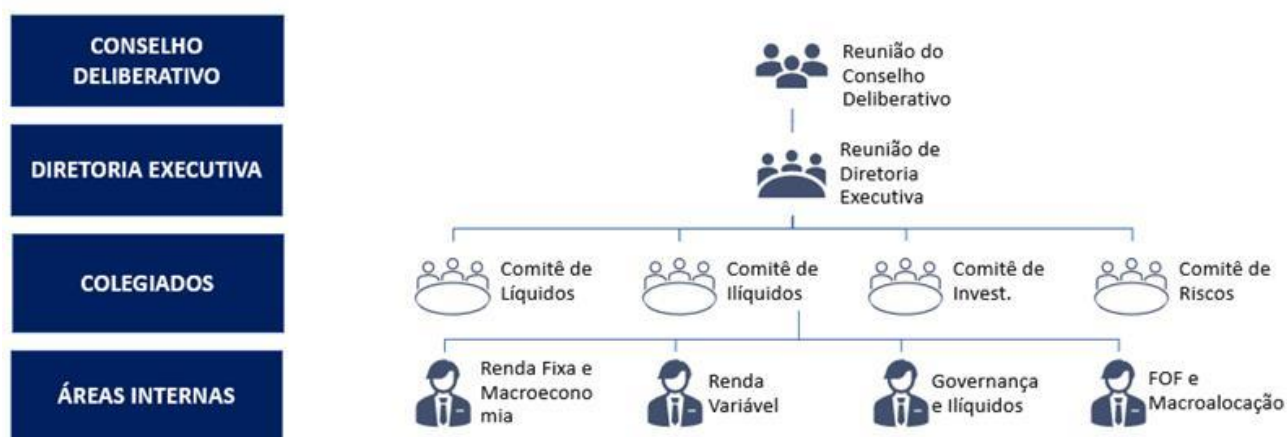 CONSELHO
DELIBERATIVO
Reunião do
Conselho
Deliberativo
DIRETORIA EXECUTIVA
Reunião de
Diretoria
Executiva
COLEGIADOS
Comitê de
Líquidos
Comitê de
Ilíquidos
Comitê de
Invest.
Comitê de
Riscos
ÁREAS INTERNAS
Renda Fixa e
Macroecono
mia
Renda
Variável
Governança
e Ilíquidos
FOF e
Macroalocação